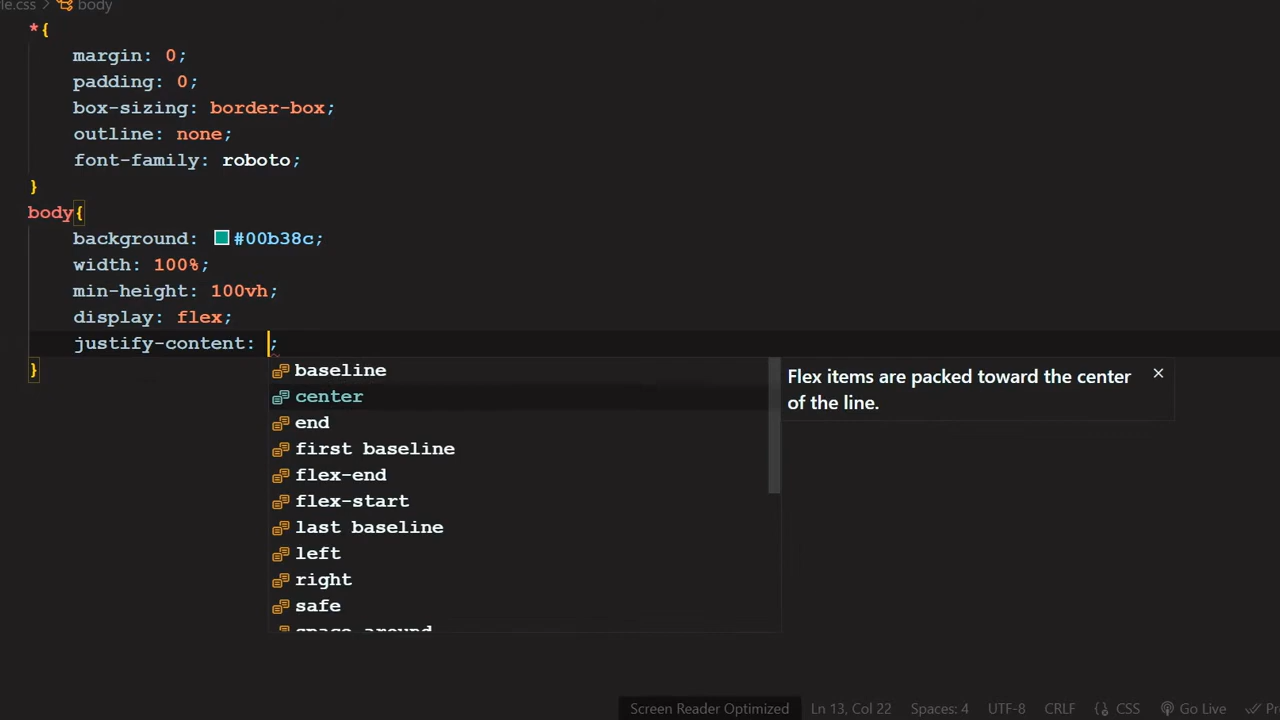 le.css > body
*{
margin: 0;
padding: 0;
box-sizing: border-box;
outline: none;
font-family: roboto;
}
body{
background: #00b38c;
width: 100%;
min-height: 100vh;
display: flex;
justify-content: ;
}
baseline
center
end
first baseline
flex-end
flex-start
last baseline
left
right
safe
space-around
Flex items are packed toward the center
of the line.
Screen Reader Optimized Ln 13, Col 22 Spaces: 4 UTF-8 CRLF {} CSS Go Live Pr